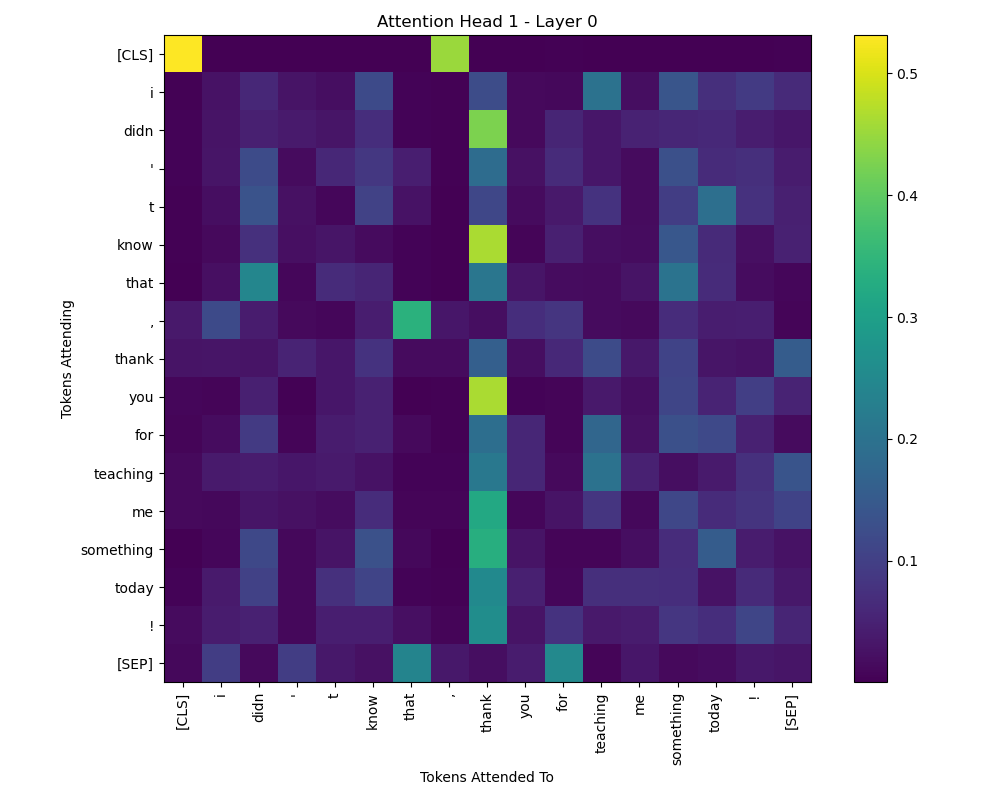 Attention Head 1 - Layer 0
[CLS]
i
didn
'
t
know
that
,
thank
you
for
teaching
me
something
today
!
[SEP]
Tokens Attending
[CLS]
i
didn
'
t
know
that
,
thank
you
for
teaching
me
something
today
!
[SEP]
Tokens Attended To
0.5
0.4
0.3
0.2
0.1